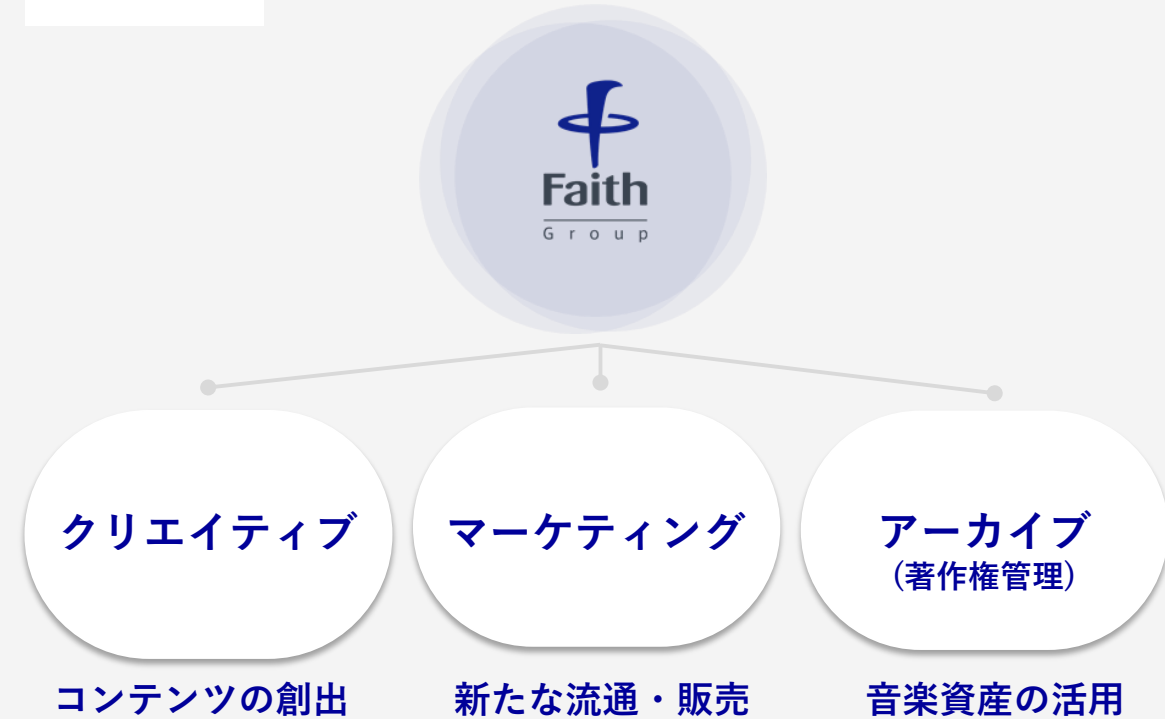 Faith
Group
クリエイティブ
マーケティング
アーカイブ
(著作権管理)
コンテンツの創出
新たな流通・販売
音楽資産の活用